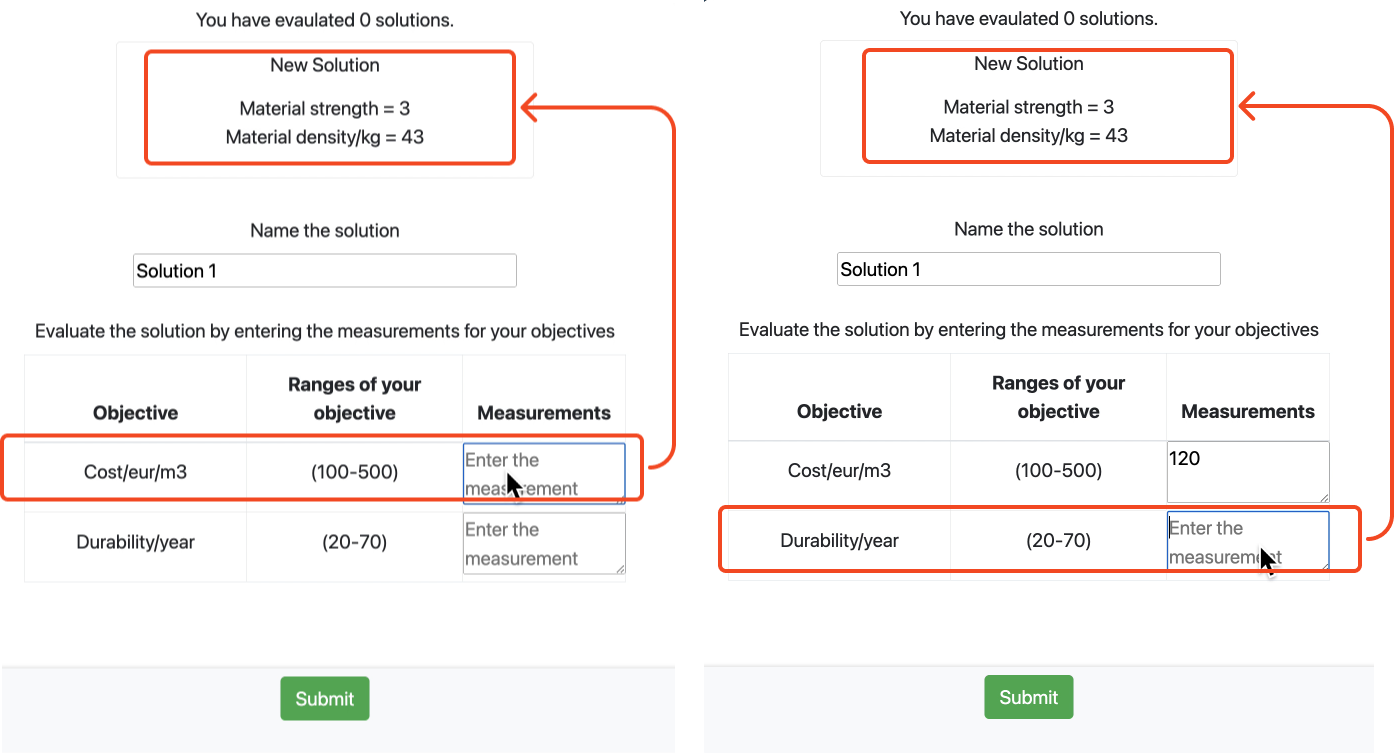 You have evaulated 0 solutions.
New Solution
Material strength = 3
Material density/kg = 43
Name the solution
Solution 1
Evaluate the solution by entering the measurements for your objectives
Objective
Ranges of your
objective
Measurements
Cost/eur/m3
(100-500)
Enter the
measurement
Durability/year
(20-70)
Enter the
measurement
Submit
You have evaulated 0 solutions.
New Solution
Material strength = 3
Material density/kg = 43
Name the solution
Solution 1
Evaluate the solution by entering the measurements for your objectives
Objective
Ranges of your
objective
Measurements
Cost/eur/m3
(100-500)
120
Durability/year
(20-70)
Enter the
measurement
Submit